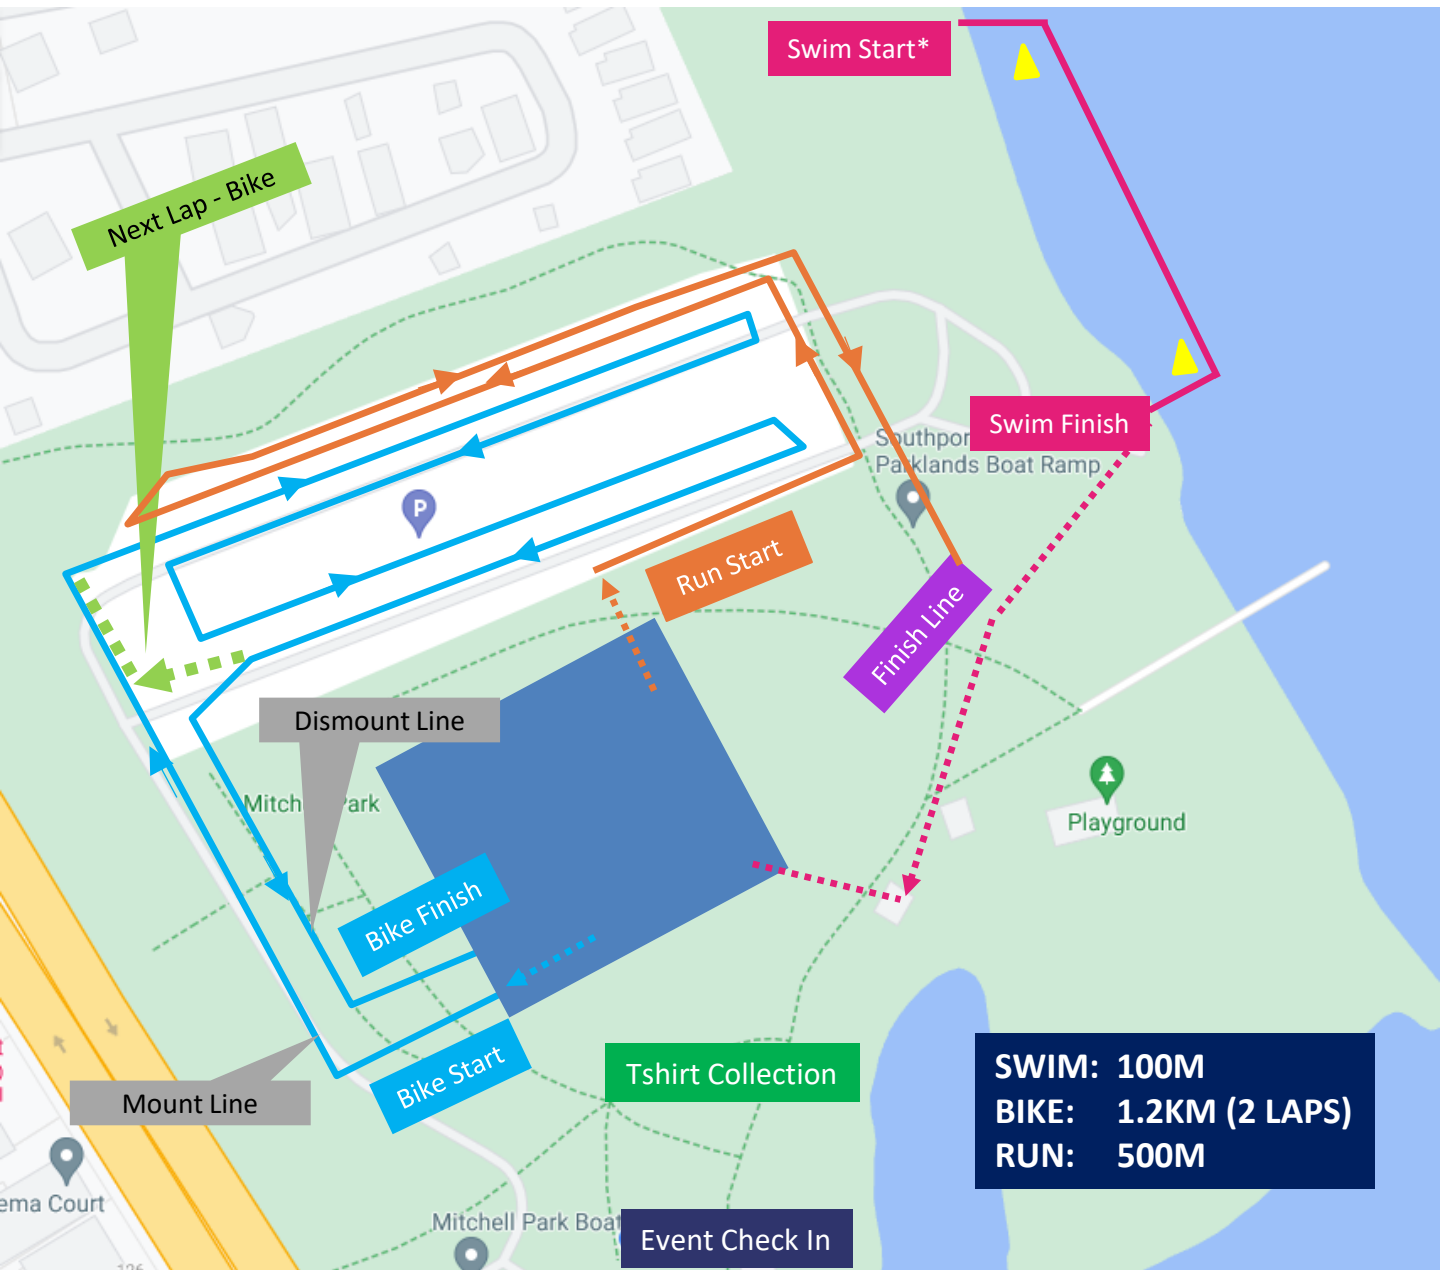 Swim Start*
Next Lap - Bike
Swim Finish
Southpor
Parklands Boat Ramp
P
Run Start
Finish Line
Dismount Line
Mitch
ark
Playground
Bike Finish
Bike Start
Mount Line
Tshirt Collection
SWIM: 100M
BIKE: 1.2KM (2 LAPS)
RUN: 500M
ema Court
Mitchell Park Boat
Event Check In
126